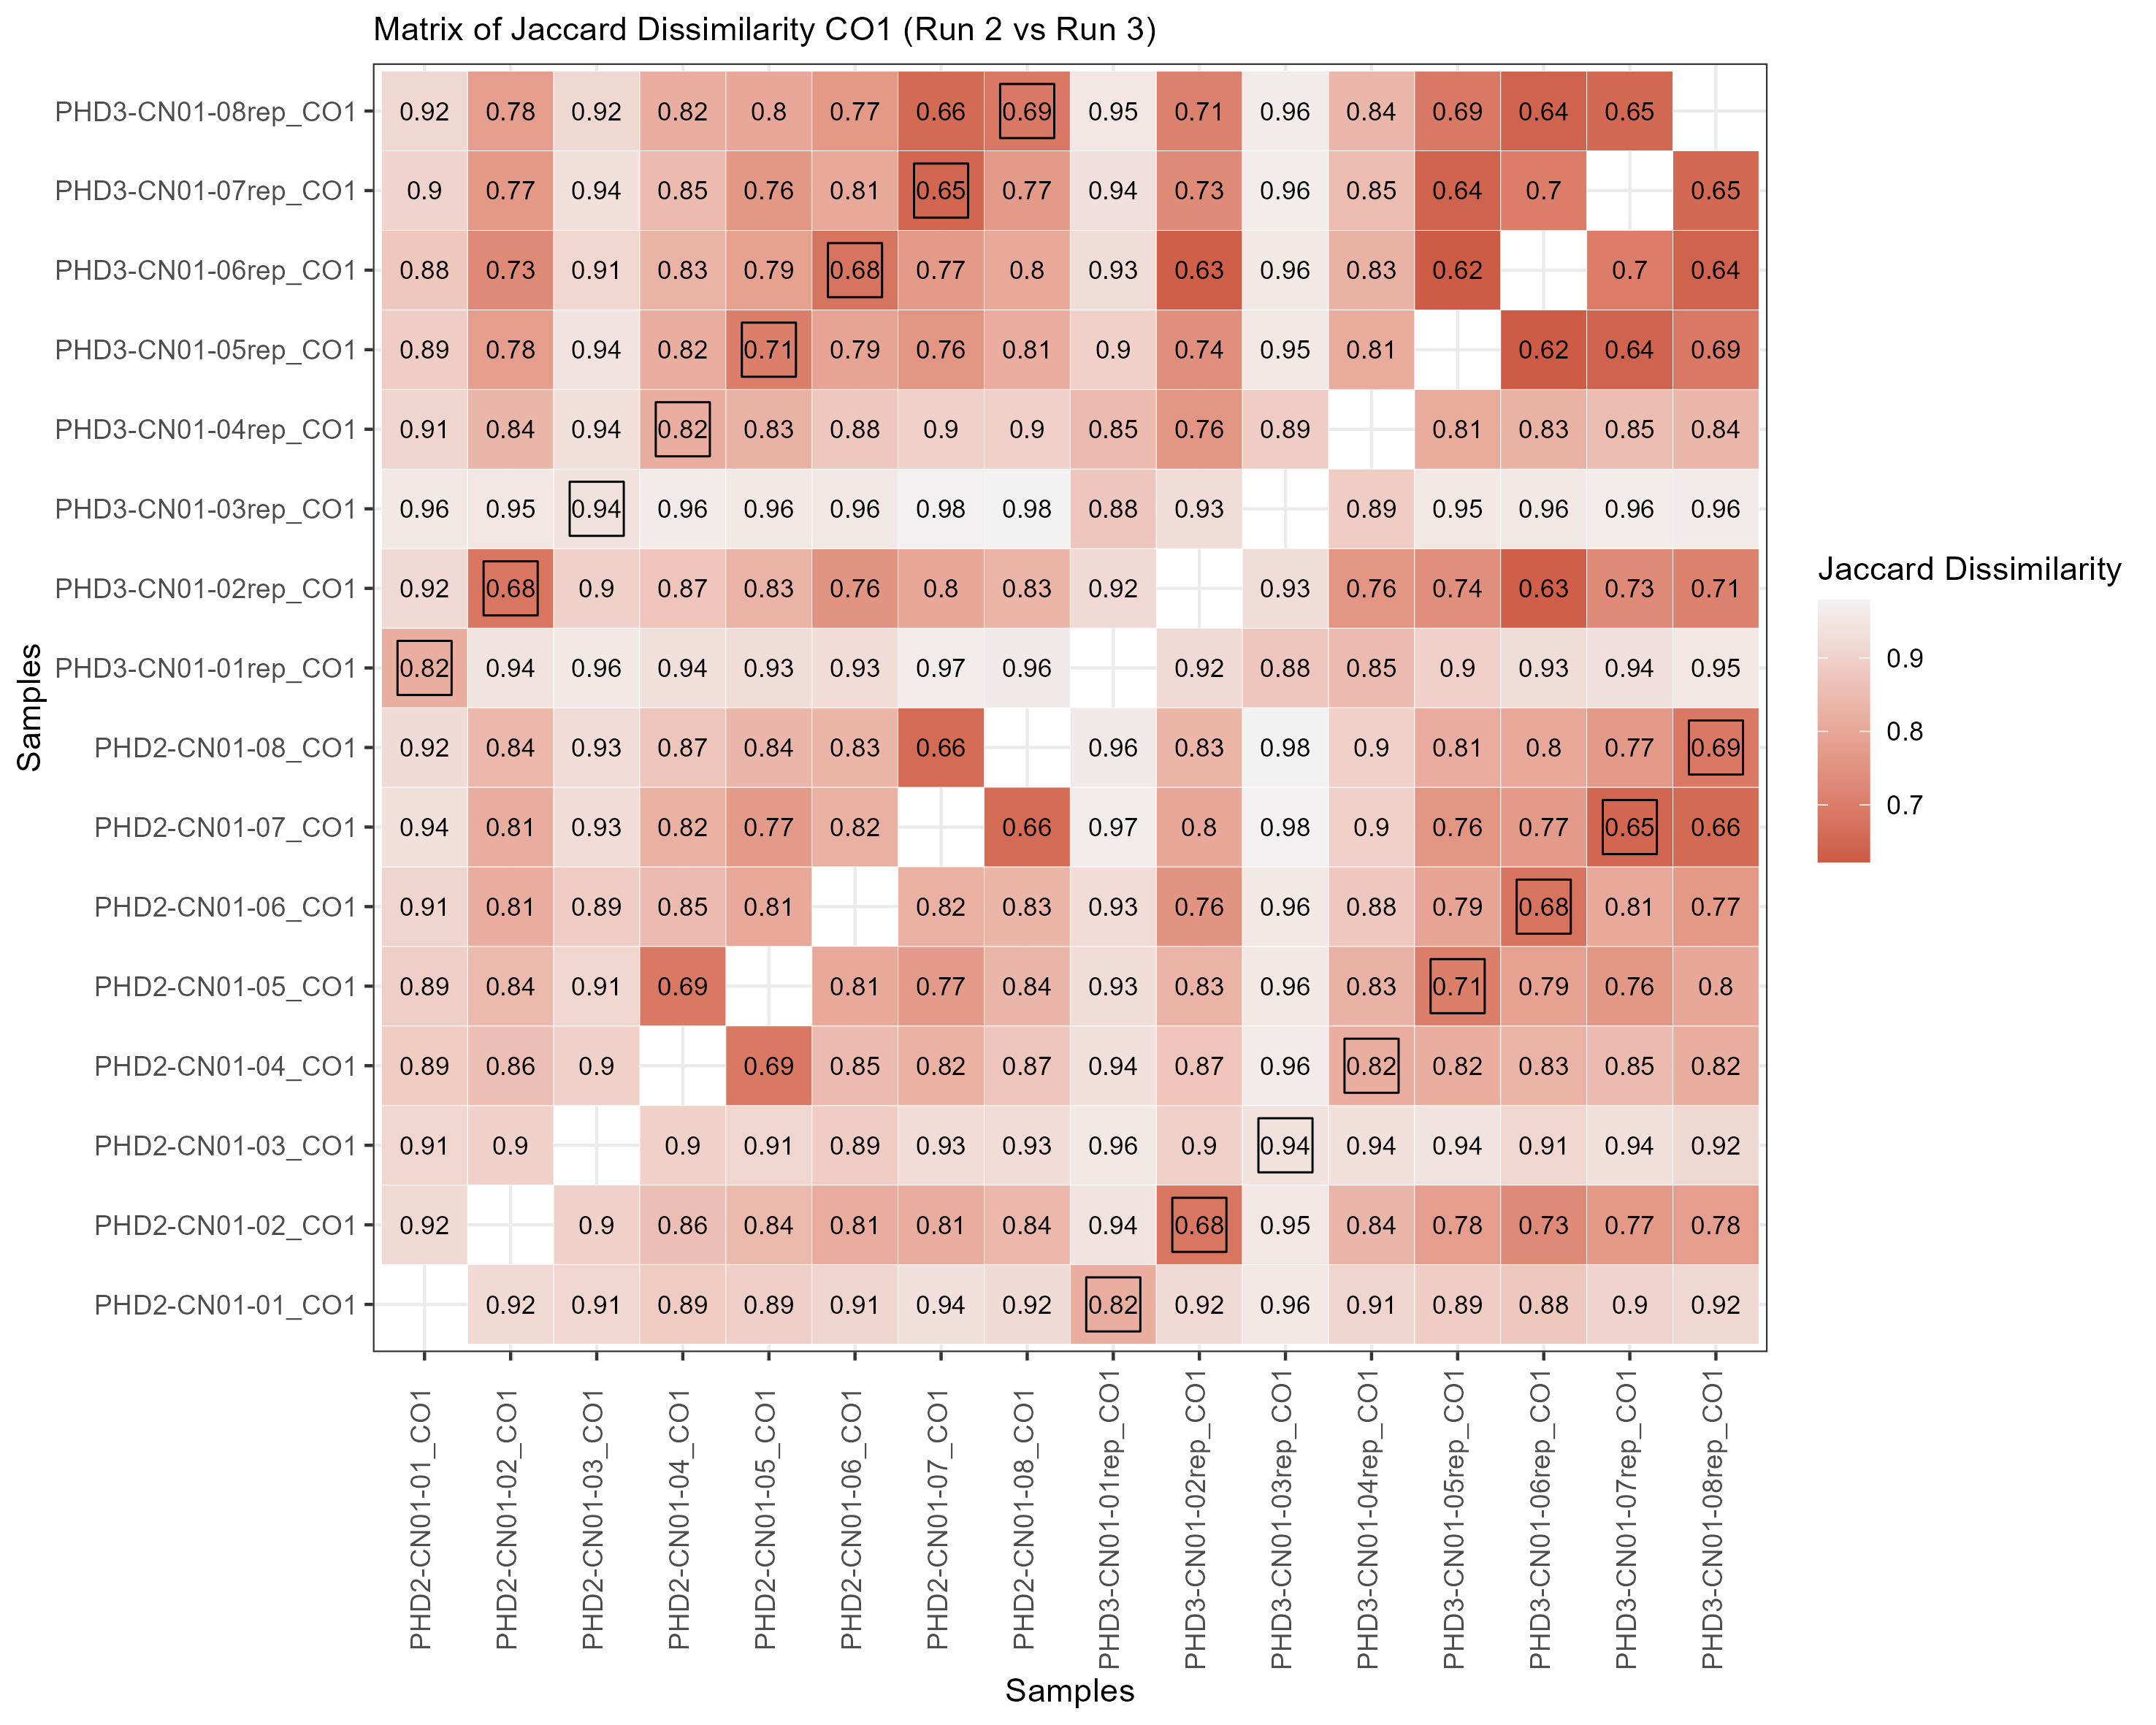 Matrix of Jaccard Dissimilarity CO1 (Run 2 vs Run 3)
Samples
PHD3-CN01-08rep_CO1 0.92 0.78 0.92 0.82 0.8 0.77 0.66 0.69 0.95 0.71 0.96 0.84 0.69 0.64 0.65
PHD3-CN01-07rep_CO1 0.9 0.77 0.94 0.85 0.76 0.81 0.65 0.77 0.94 0.73 0.96 0.85 0.64 0.7 0.65
PHD3-CN01-06rep_CO1 0.88 0.73 0.91 0.83 0.79 0.68 0.77 0.8 0.93 0.63 0.96 0.83 0.62 0.7 0.64
PHD3-CN01-05rep_CO1 0.89 0.78 0.94 0.82 0.71 0.79 0.76 0.81 0.9 0.74 0.95 0.81 0.62 0.64 0.69
PHD3-CN01-04rep_CO1 0.91 0.84 0.94 0.82 0.83 0.88 0.9 0.9 0.85 0.76 0.89 0.81 0.83 0.85 0.84
PHD3-CN01-03rep_CO1 0.96 0.95 0.94 0.96 0.96 0.96 0.98 0.98 0.88 0.93 0.89 0.95 0.96 0.96 0.96
PHD3-CN01-02rep_CO1 0.92 0.68 0.9 0.87 0.83 0.76 0.8 0.83 0.92 0.93 0.76 0.74 0.63 0.73 0.71
PHD3-CN01-01rep_CO1 0.82 0.94 0.96 0.94 0.93 0.93 0.97 0.96 0.92 0.88 0.85 0.9 0.93 0.94 0.95
PHD2-CN01-08_CO1 0.92 0.84 0.93 0.87 0.84 0.83 0.66 0.96 0.83 0.98 0.9 0.81 0.8 0.77 0.69
PHD2-CN01-07_CO1 0.94 0.81 0.93 0.82 0.77 0.82 0.66 0.97 0.8 0.98 0.9 0.76 0.77 0.65 0.66
PHD2-CN01-06_CO1 0.91 0.81 0.89 0.85 0.81 0.82 0.83 0.93 0.76 0.96 0.88 0.79 0.68 0.81 0.77
PHD2-CN01-05_CO1 0.89 0.84 0.91 0.69 0.81 0.77 0.84 0.93 0.83 0.96 0.83 0.71 0.79 0.76 0.8
PHD2-CN01-04_CO1 0.89 0.86 0.9 0.69 0.85 0.82 0.87 0.94 0.87 0.96 0.82 0.82 0.83 0.85 0.82
PHD2-CN01-03_CO1 0.91 0.9 0.9 0.91 0.89 0.93 0.93 0.96 0.9 0.94 0.94 0.94 0.91 0.94 0.92
PHD2-CN01-02_CO1 0.92 0.9 0.86 0.84 0.81 0.81 0.84 0.94 0.68 0.95 0.84 0.78 0.73 0.77 0.78
PHD2-CN01-01_CO1 0.92 0.91 0.89 0.89 0.91 0.94 0.92 0.82 0.92 0.96 0.91 0.89 0.88 0.9 0.92
PHD2-CN01-01_CO1
PHD2-CN01-02_CO1
PHD2-CN01-03_CO1
PHD2-CN01-04_CO1
PHD2-CN01-05_CO1
PHD2-CN01-06_CO1
PHD2-CN01-07_CO1
PHD2-CN01-08_CO1
PHD3-CN01-01rep_CO1
PHD3-CN01-02rep_CO1
PHD3-CN01-03rep_CO1
PHD3-CN01-04rep_CO1
PHD3-CN01-05rep_CO1
PHD3-CN01-06rep_CO1
PHD3-CN01-07rep_CO1
PHD3-CN01-08rep_CO1
Samples
Jaccard Dissimilarity
0.9
0.8
0.7